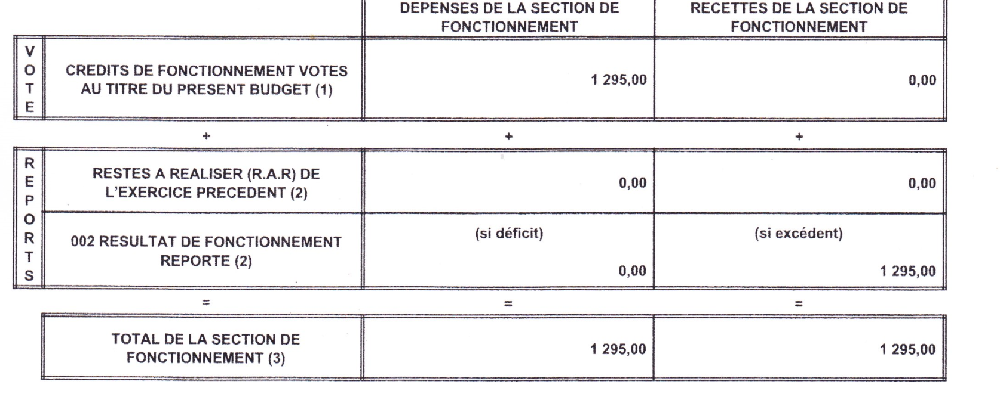 DEPENSES DE LA SECTION DE
FONCTIONNEMENT
RECETTES DE LA SECTION DE
FONCTIONNEMENT
V
O
T
E
CREDITS DE FONCTIONNEMENT VOTES
AU TITRE DU PRESENT BUDGET (1)
1 295,00
0,00
+
+
+
R
E
P
O
R
T
S
RESTES A REALISER (R.A.R) DE
L'EXERCICE PRECEDENT (2)
0,00
0,00
002 RESULTAT DE FONCTIONNEMENT
REPORTE (2)
(si déficit)
0,00
(si excédent)
1 295,00
=
=
=
TOTAL DE LA SECTION DE
FONCTIONNEMENT (3)
1 295,00
1 295,00